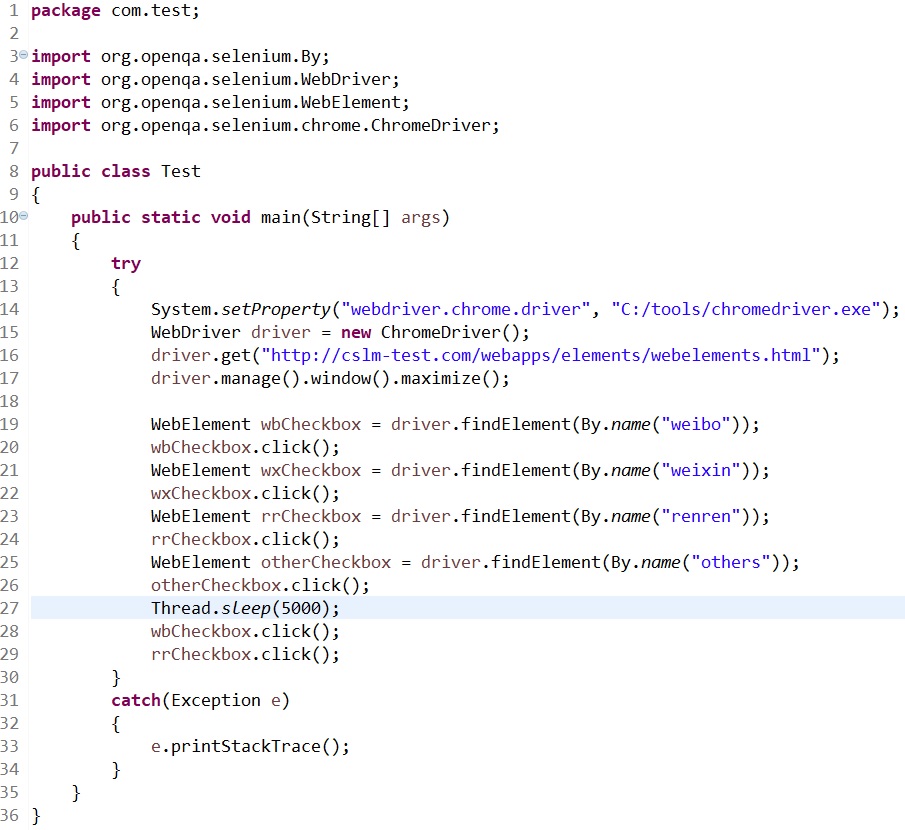 1 package com.test;
2
3 import org.openqa.selenium.By;
4 import org.openqa.selenium.WebDriver;
5 import org.openqa.selenium.WebElement;
6 import org.openqa.selenium.chrome.ChromeDriver;
7
8 public class Test
9 {
10     public static void main(String[] args)
11     {
12         try
13         {
14             System.setProperty("webdriver.chrome.driver", "C:/tools/chromedriver.exe");
15             WebDriver driver = new ChromeDriver();
16             driver.get("http://cslm-test.com/webapps/elements/webelements.html");
17             driver.manage().window().maximize();
18
19             WebElement wbCheckbox = driver.findElement(By.name("weibo"));
20             wbCheckbox.click();
21             WebElement wxCheckbox = driver.findElement(By.name("weixin"));
22             wxCheckbox.click();
23             WebElement rrCheckbox = driver.findElement(By.name("renren"));
24             rrCheckbox.click();
25             WebElement otherCheckbox = driver.findElement(By.name("others"));
26             otherCheckbox.click();
27             Thread.sleep(5000);
28             wbCheckbox.click();
29             rrCheckbox.click();
30         }
31         catch(Exception e)
32         {
33             e.printStackTrace();
34         }
35     }
36 }